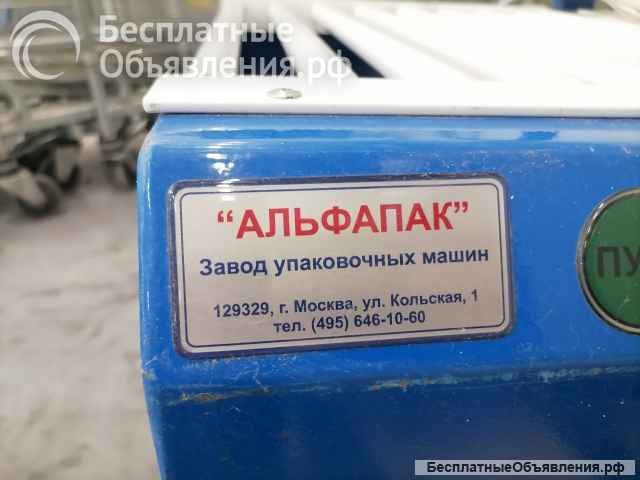 Бесплатные
Объявления.рф
“АЛЬФАПАК”
Завод упаковочных машин
129329, г. Москва, ул. Кольская, 1
тел. (495) 646-10-60
ПУ
БесплатныеОбъявления.рф